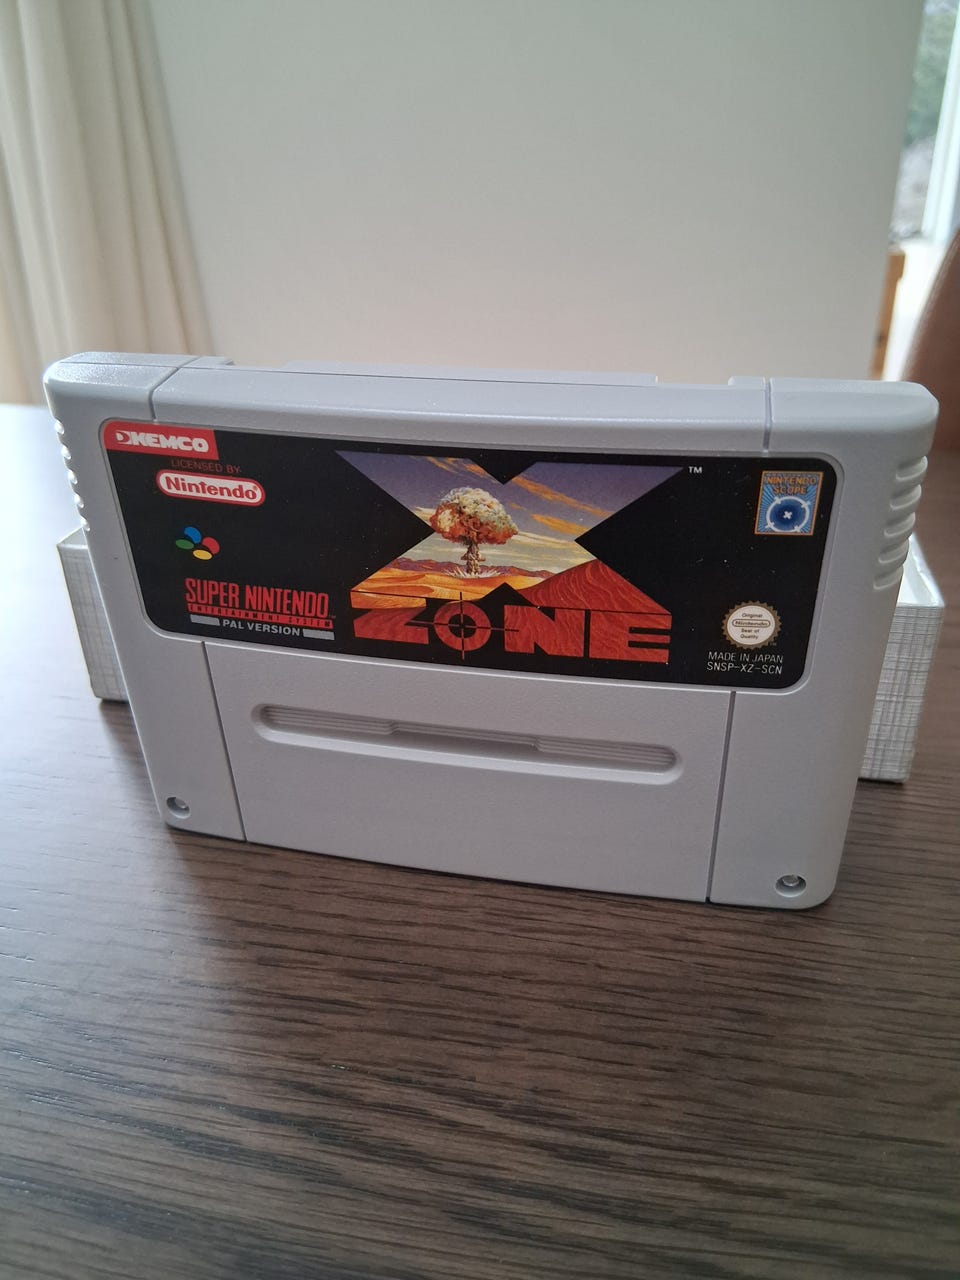 KEMCO
LICENSED BY
Nintendo
SUPER NINTENDO
ENTERTAINMENT SYSTEM
PAL VERSION
X
TM
ZONE
NINTENDO
SCOPE
Original
Nintendo
Seal of
Quality
MADE IN JAPAN
SNSP-XZ-SCN